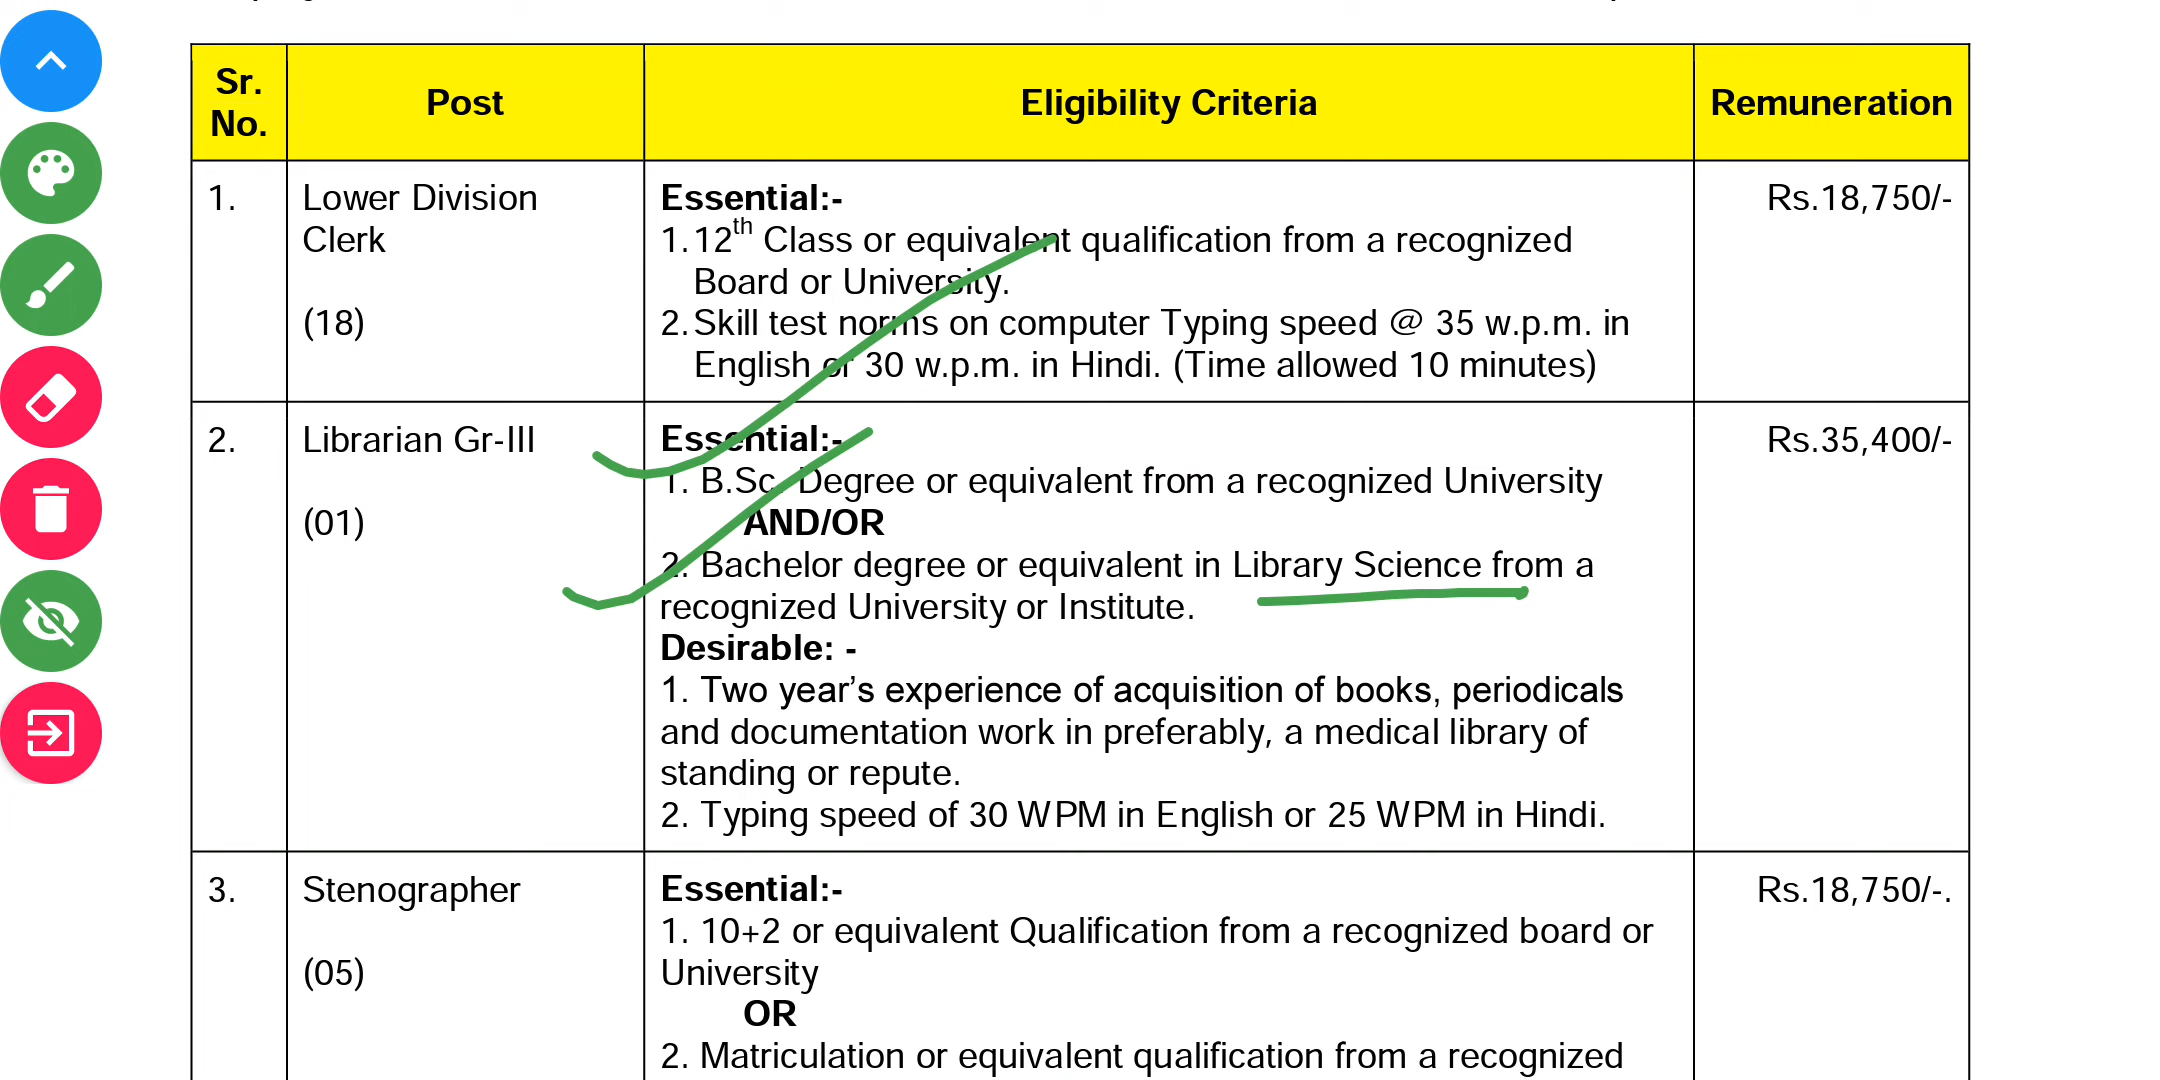 Sr.
No.
Post
Eligibility Criteria
Remuneration
1.
Lower Division
Clerk
(18)
Essential:-
1. 12th Class or equivalent qualification from a recognized
Board or University.
2. Skill test norms on computer Typing speed @ 35 w.p.m. in
English or 30 w.p.m. in Hindi. (Time allowed 10 minutes)
Rs.18,750/-
2.
Librarian Gr-III
(01)
Essential:-
1. B.Sc. Degree or equivalent from a recognized University
AND/OR
2. Bachelor degree or equivalent in Library Science from a
recognized University or Institute.
Desirable: -
1. Two year’s experience of acquisition of books, periodicals
and documentation work in preferably, a medical library of
standing or repute.
2. Typing speed of 30 WPM in English or 25 WPM in Hindi.
Rs.35,400/-
3.
Stenographer
(05)
Essential:-
1. 10+2 or equivalent Qualification from a recognized board or
University
OR
2. Matriculation or equivalent qualification from a recognized
Rs.18,750/-.